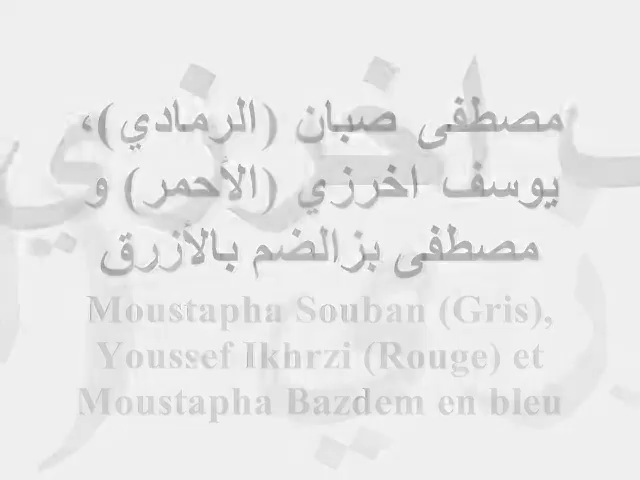 مصطفى صبان (الرمادي)،
يوسف اخرزي (الأحمر) و
مصطفى بزالضم بالأزرق
Moustapha Souban (Gris),
Youssef Ikhrzi (Rouge) et
Moustapha Bazdem en bleu